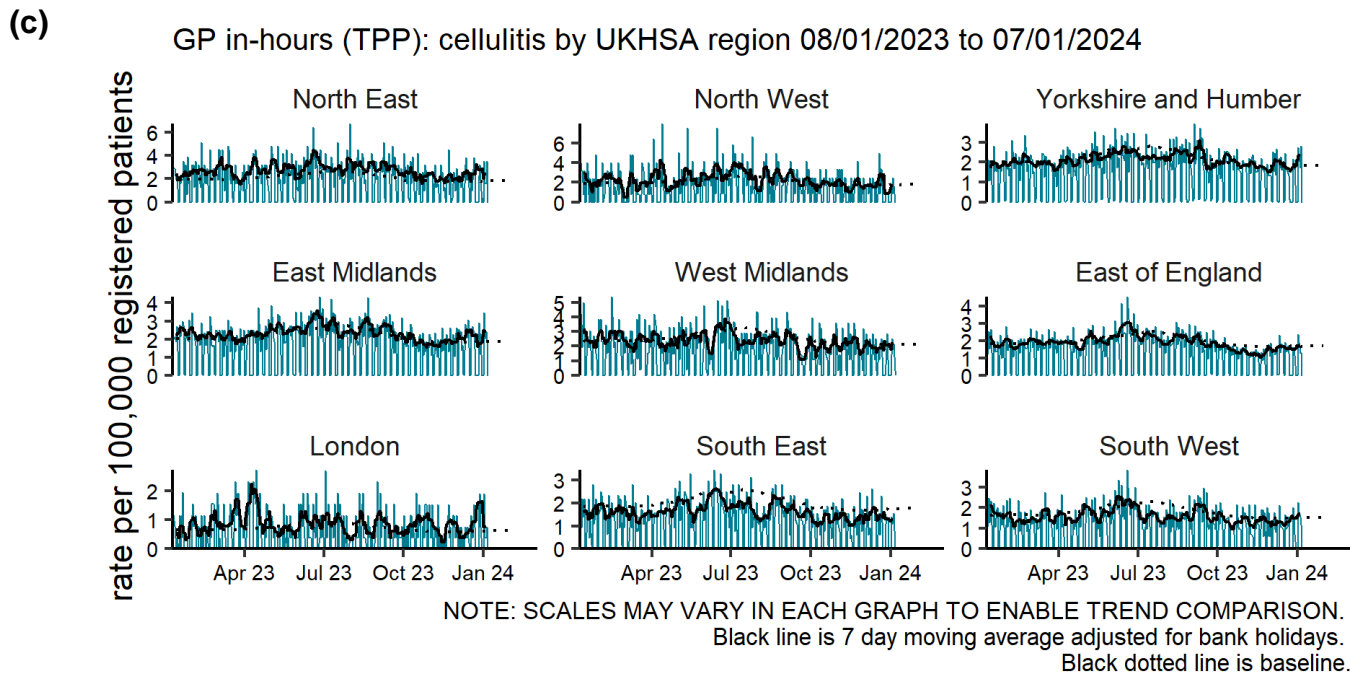 (c)
GP in-hours (TPP): cellulitis by UKHSA region 08/01/2023 to 07/01/2024
rate per 100,000 registered patients
North East
6
4
2
0
North West
6
4
2
0
Yorkshire and Humber
3
2
1
0
East Midlands
4
3
2
1
0
West Midlands
5
4
3
2
1
0
East of England
4
3
2
1
0
London
2
1
0
Apr 23 Jul 23 Oct 23 Jan 24
South East
3
2
1
0
Apr 23 Jul 23 Oct 23 Jan 24
South West
3
2
1
0
Apr 23 Jul 23 Oct 23 Jan 24
NOTE: SCALES MAY VARY IN EACH GRAPH TO ENABLE TREND COMPARISON.
Black line is 7 day moving average adjusted for bank holidays.
Black dotted line is baseline.